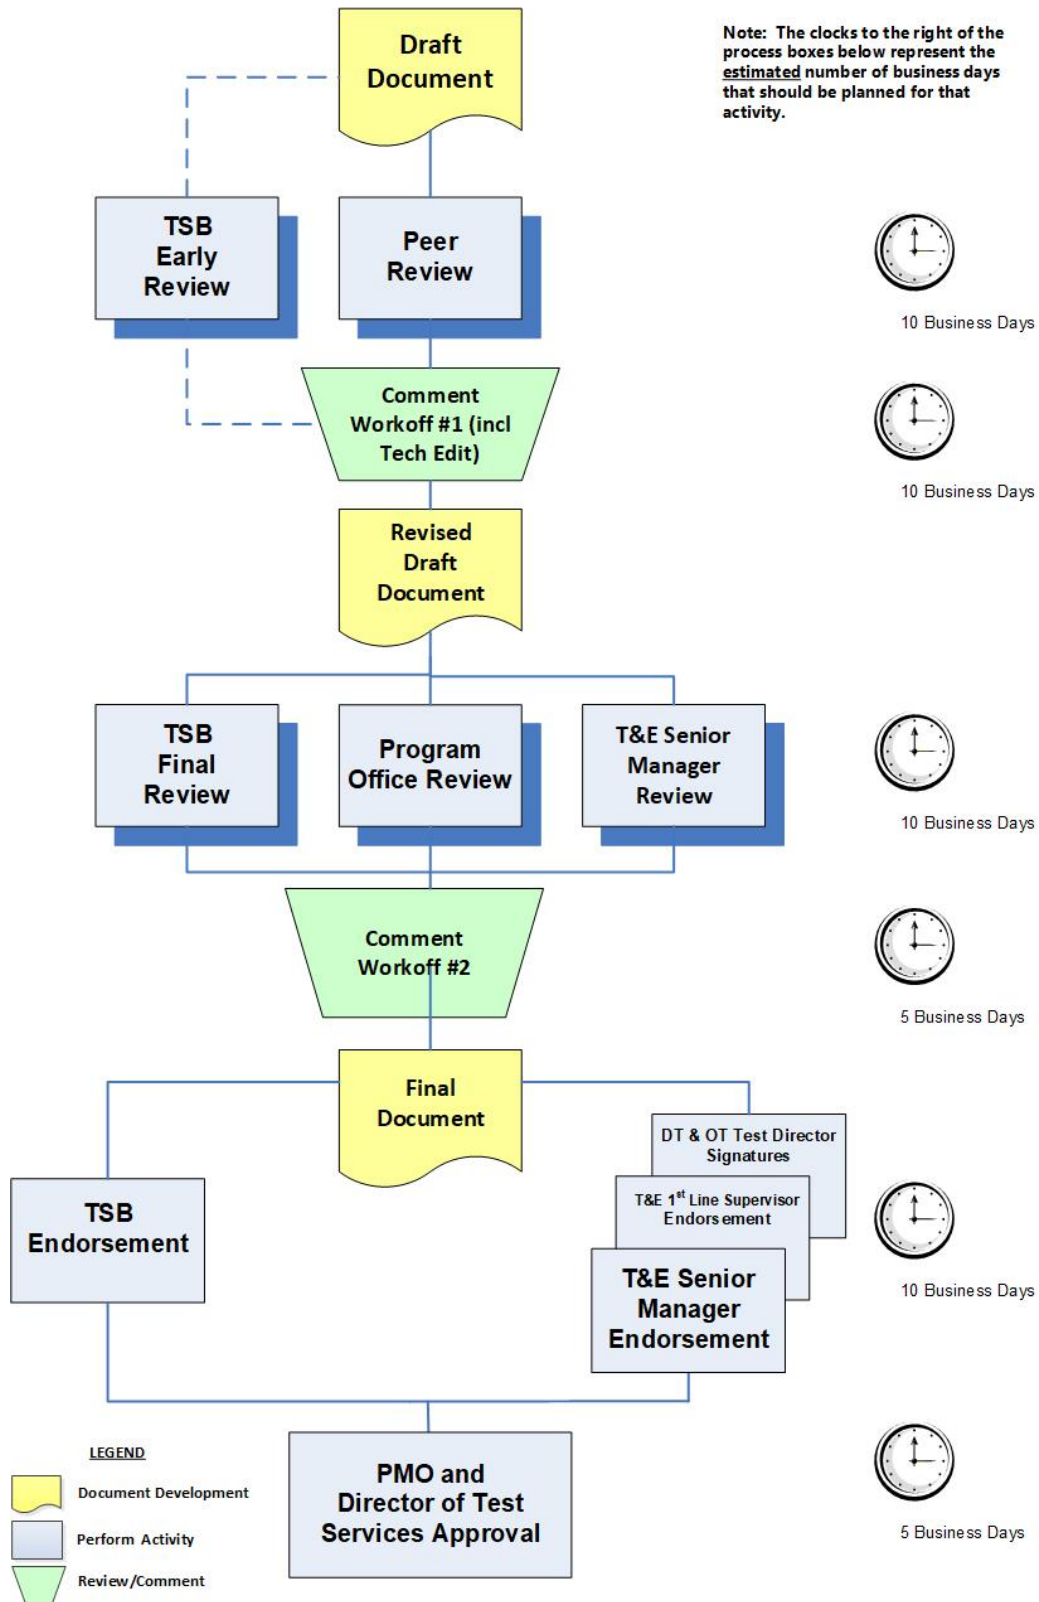 Draft
Document
Note: The clocks to the right of the
process boxes below represent the
estimated number of business days
that should be planned for that
activity.
TSB
Early
Review
Peer
Review
10 Business Days
Comment
Workoff #1 (incl
Tech Edit)
10 Business Days
Revised
Draft
Document
TSB
Final
Review
Program
Office Review
T&E Senior
Manager
Review
10 Business Days
Comment
Workoff #2
5 Business Days
Final
Document
DT & OT Test Director
Signatures
T&E 1st Line Supervisor
Endorsement
TSB
Endorsement
T&E Senior
Manager
Endorsement
10 Business Days
PMO and
Director of Test
Services Approval
5 Business Days
LEGEND
Document Development
Perform Activity
Review/Comment